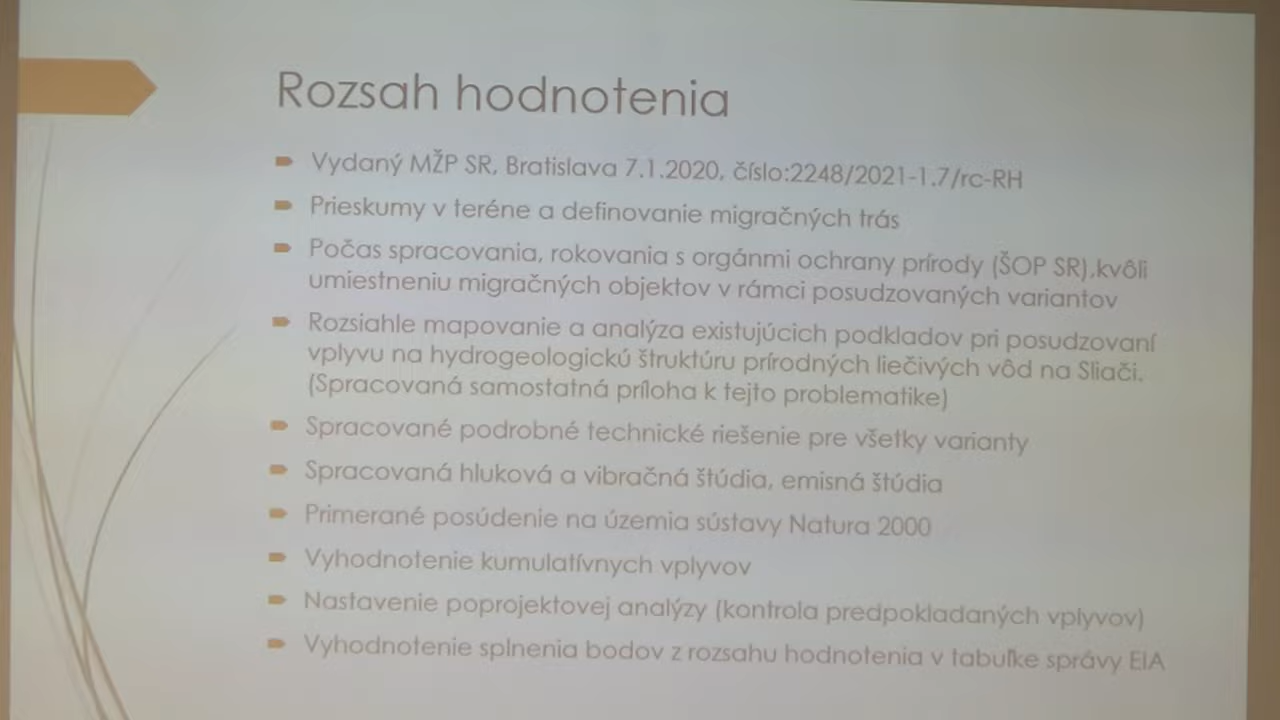 Rozsah hodnotenia
Vydaný MŽP SR, Bratislava 7.1.2020, číslo:2248/2021-1.7/rc-RH
Prieskumy v teréne a definovanie migračných trás
Počas spracovania, rokovania s orgánmi ochrany prírody (ŠOP SR),kvôli
umiestneniu migračných objektov v rámci posudzovaných variantov
Rozsiahle mapovanie a analýza existujúcich podkladov pri posudzovaní
vplyvu na hydrogeologickú štruktúru prírodných liečivých vôd na Sliači.
(Spracovaná samostatná príloha k tejto problematike)
Spracované podrobné technické riešenie pre všetky varianty
Spracovaná hluková a vibračná štúdia, emisná štúdia
Primerané posúdenie na územia sústavy Natura 2000
Vyhodnotenie kumulatívnych vplyvov
Nastavenie poprojektovej analýzy (kontrola predpokladaných vplyvov)
Vyhodnotenie splnenia bodov z rozsahu hodnotenia v tabuľke správy EIA